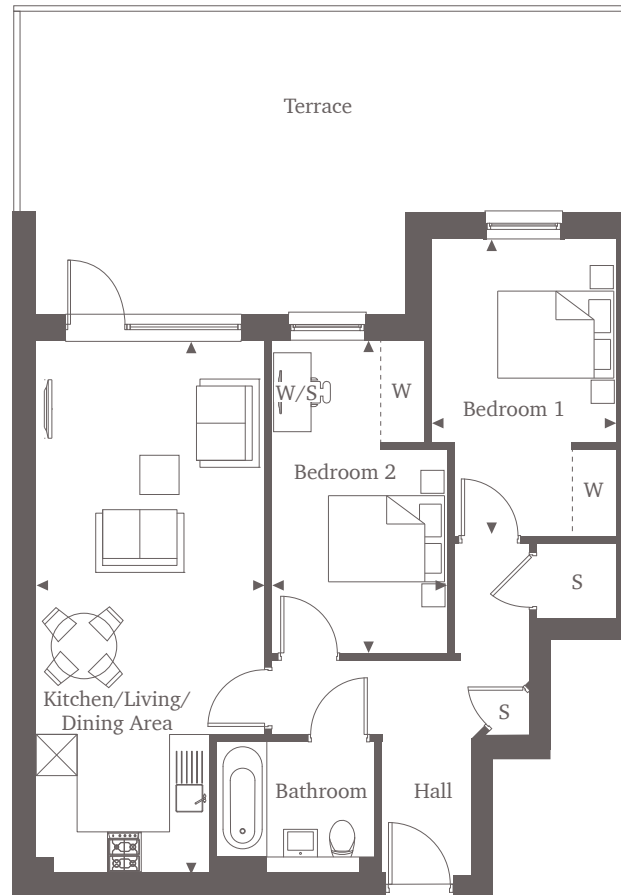 Terrace
W/S
W
Bedroom 1
Bedroom 2
W
S
Kitchen/Living/
Dining Area
S
Bathroom
Hall